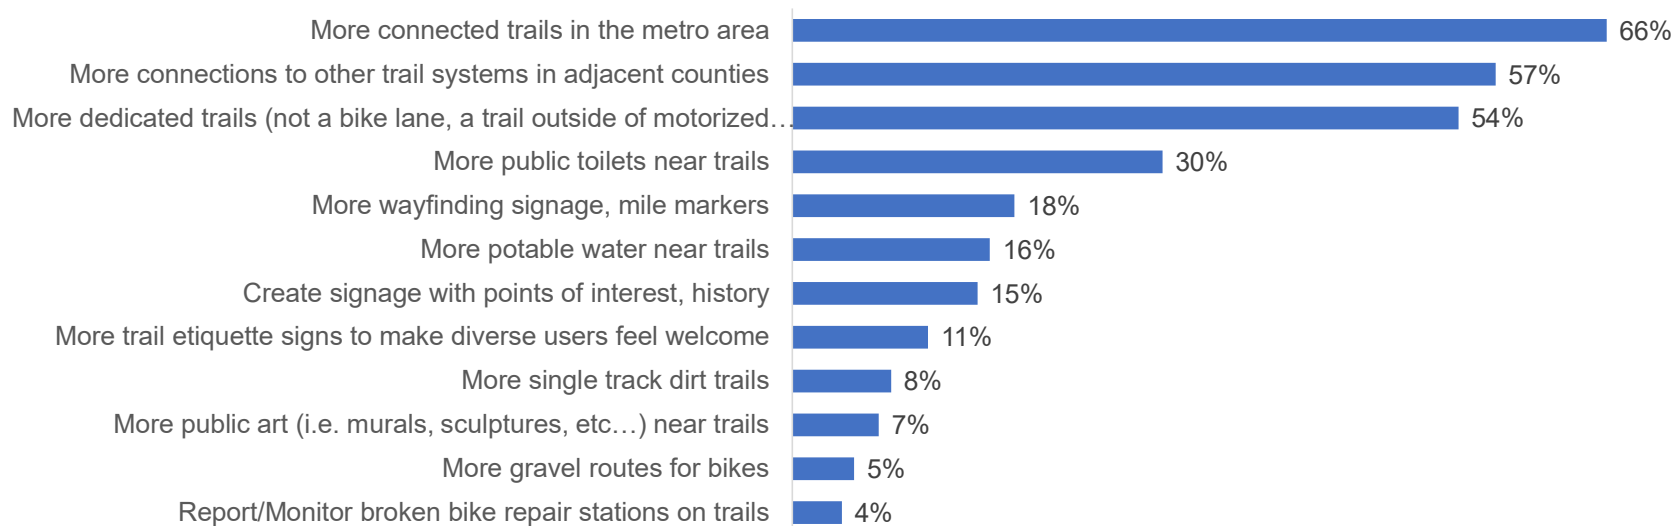 More connected trails in the metro area 66%
More connections to other trail systems in adjacent counties 57%
More dedicated trails (not a bike lane, a trail outside of motorized… 54%
More public toilets near trails 30%
More wayfinding signage, mile markers 18%
More potable water near trails 16%
Create signage with points of interest, history 15%
More trail etiquette signs to make diverse users feel welcome 11%
More single track dirt trails 8%
More public art (i.e. murals, sculptures, etc…) near trails 7%
More gravel routes for bikes 5%
Report/Monitor broken bike repair stations on trails 4%